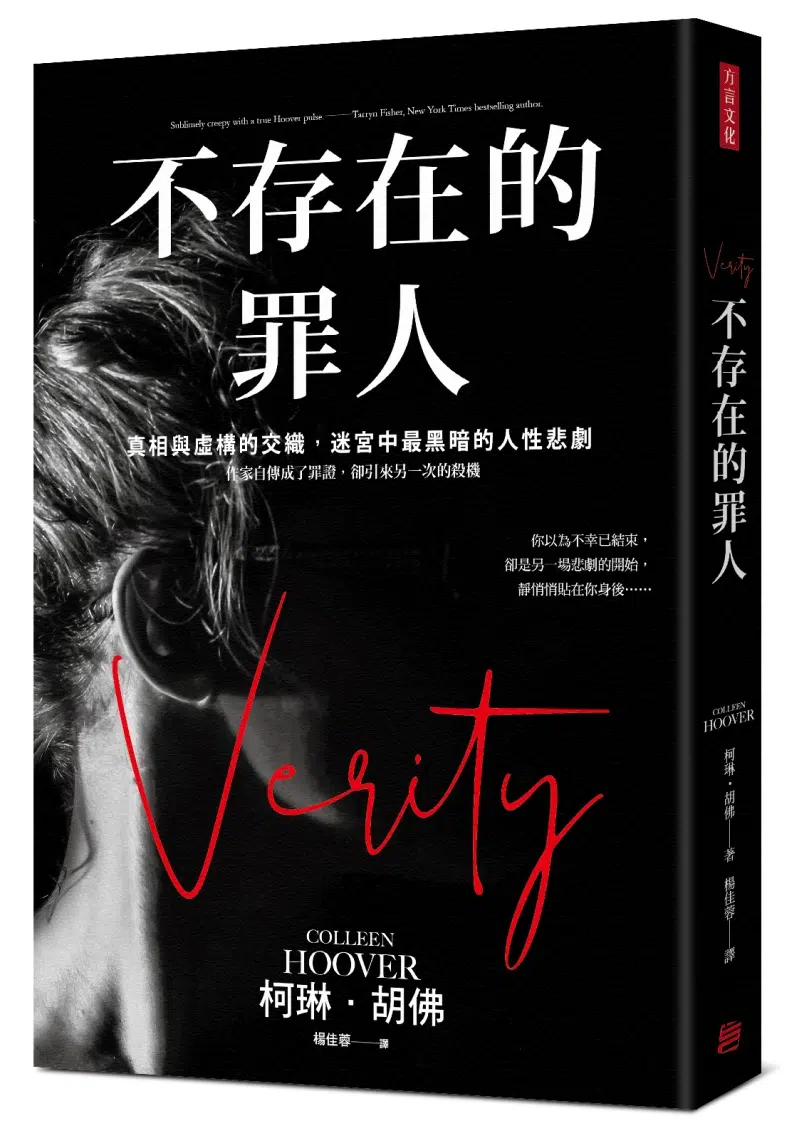 Sublimely creepy with a true Hoover pulse. —— Tarryn Fisher, New York Times bestselling author.
不存在的
罪人
真相與虛構的交織，迷宮中最黑暗的人性悲劇
作家自傳成了罪證，卻引來另一次的殺機
你以為不幸已結束，
卻是另一場悲劇的開始，
靜悄悄貼在你身後……
Verity
COLLEEN
HOOVER
柯琳・胡佛
楊佳蓉——譯
方言文化
Verity
不存在的罪人
COLLEEN
HOOVER
柯琳・胡佛——著
楊佳蓉——譯